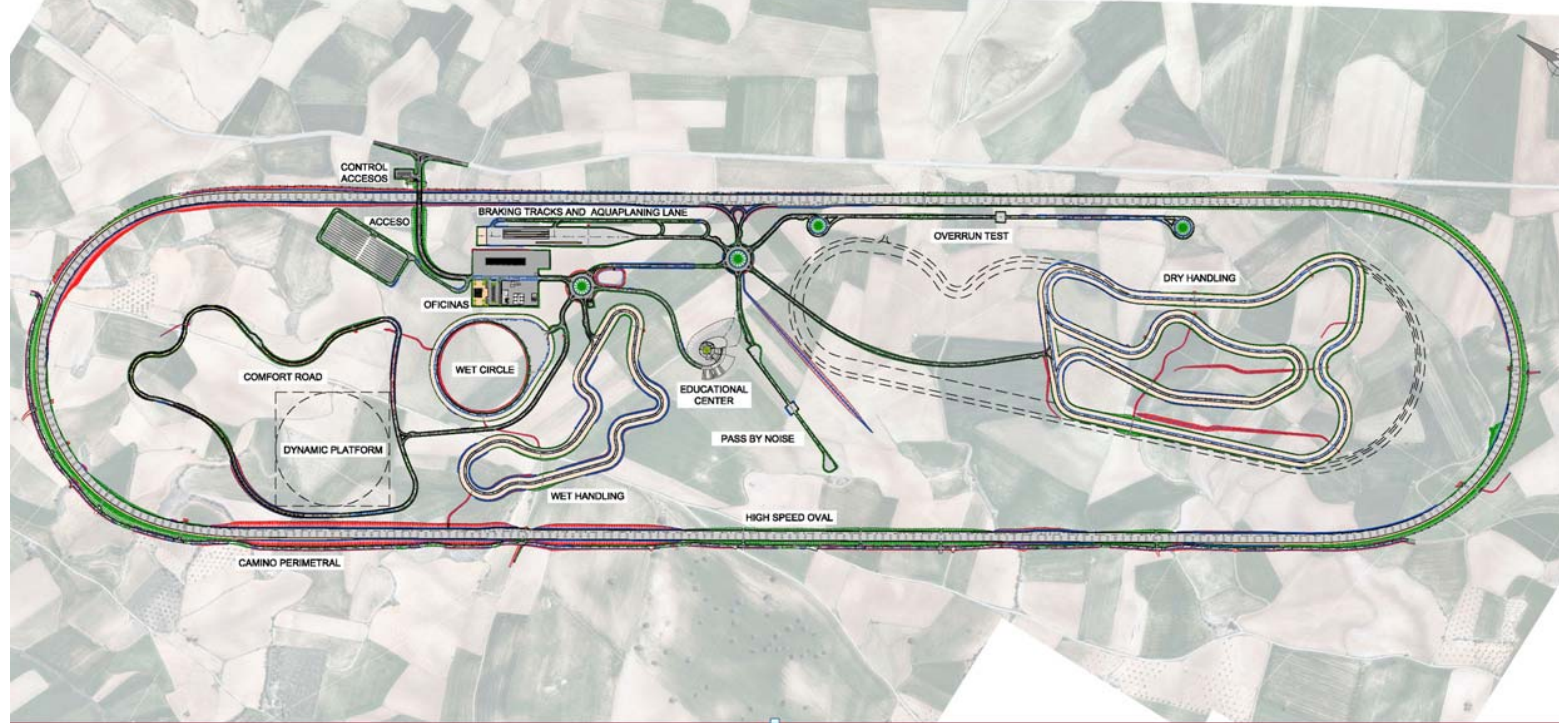 CONTROL
ACCESOS
ACCESO
BRAKING TRACKS AND AQUAPLANING LANE
OVERRUN TEST
DRY HANDLING
OFICINAS
COMFORT ROAD
WET CIRCLE
EDUCATIONAL
CENTER
DYNAMIC PLATFORM
PASS BY NOISE
WET HANDLING
HIGH SPEED OVAL
CAMINO PERIMETRAL